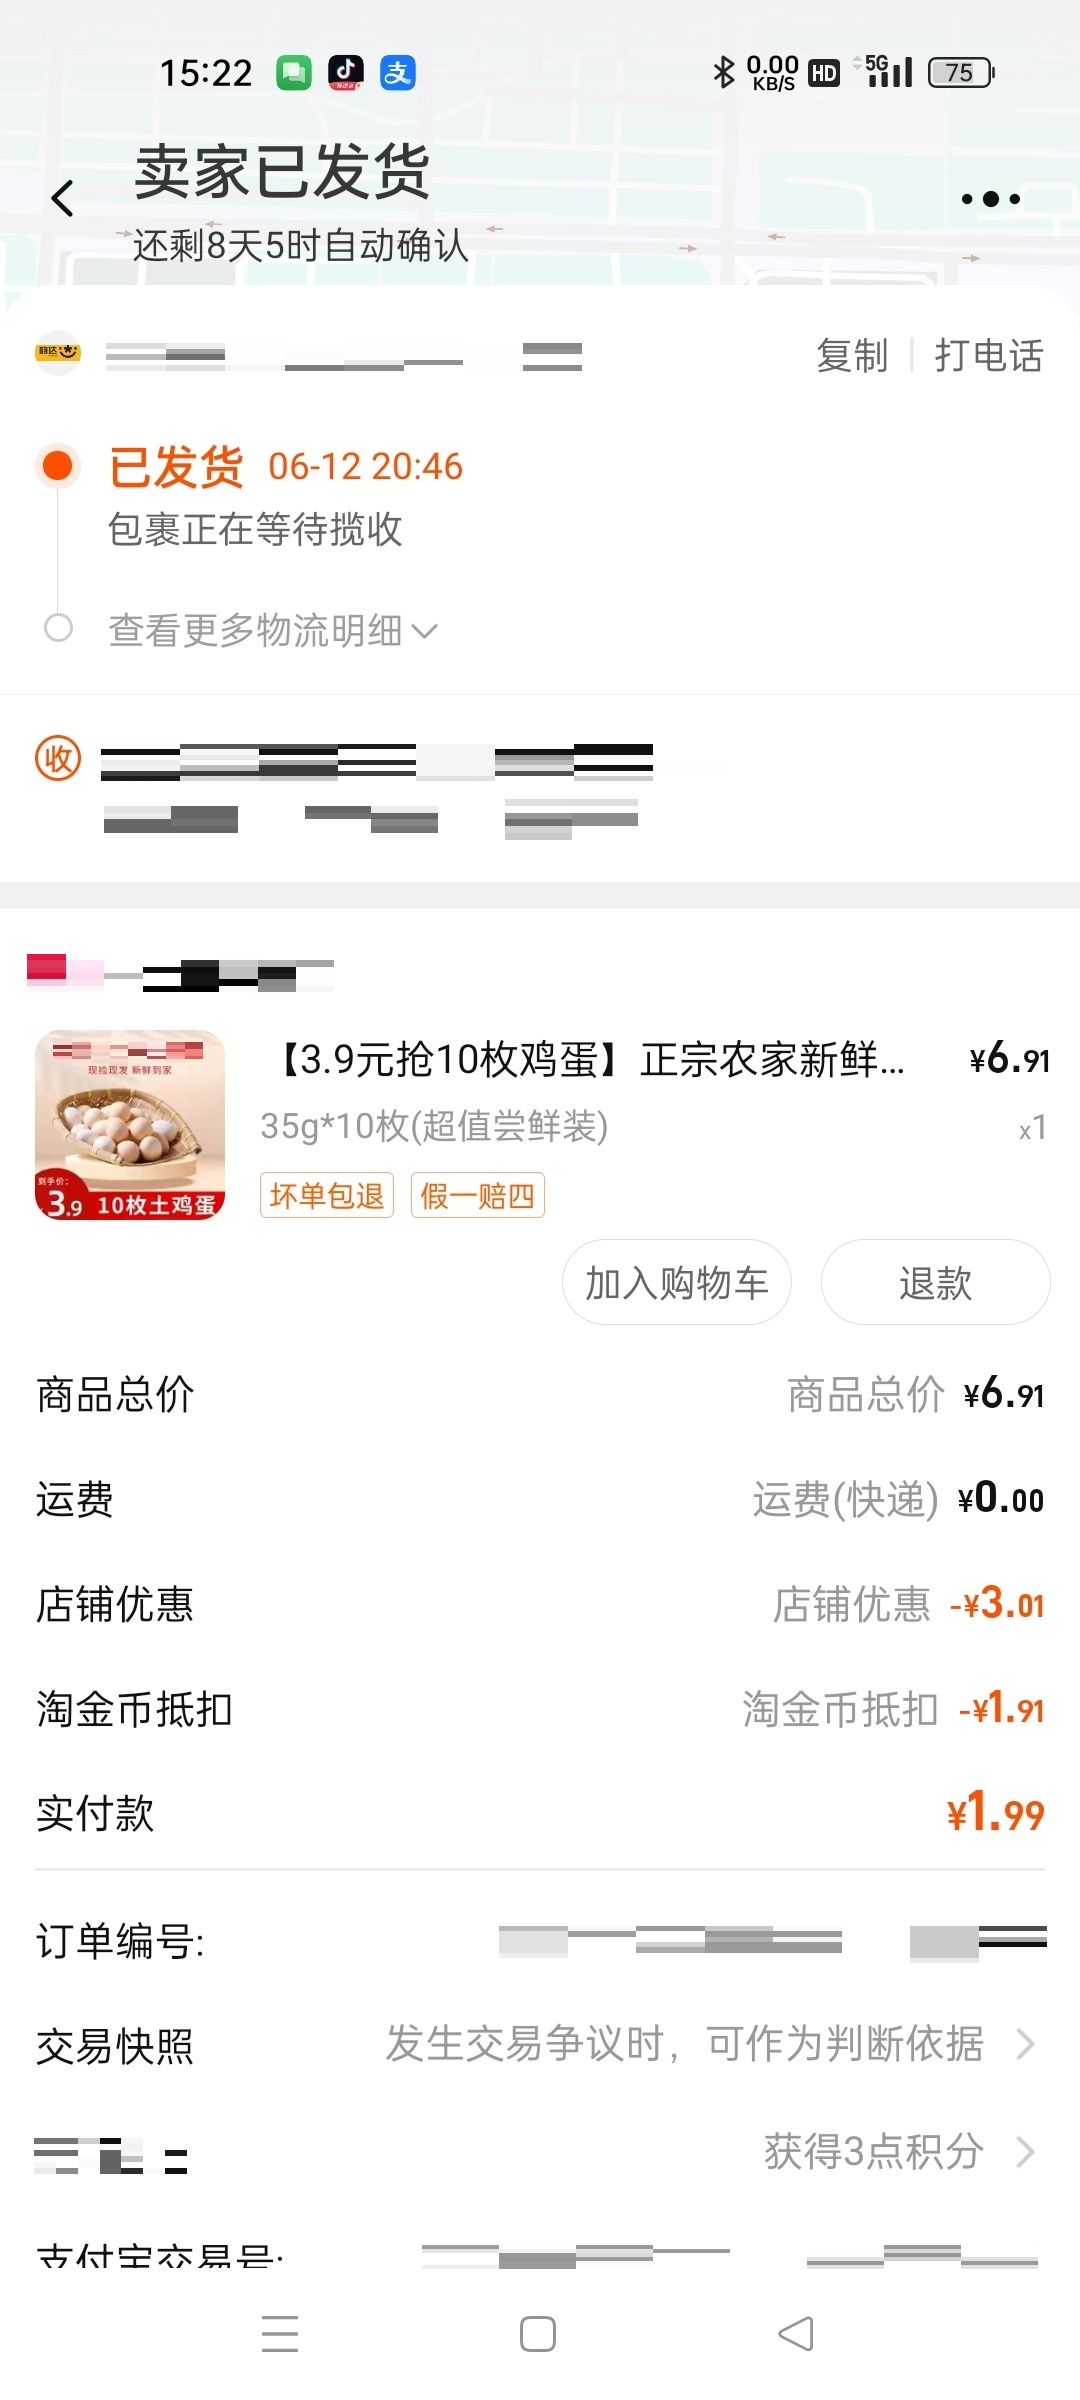 15:22
0.00
KB/S
HD
5G
75
卖家已发货
还剩8天5时自动确认
韵达
复制
打电话
已发货 06-12 20:46
包裹正在等待揽收
查看更多物流明细
收
【3.9元抢10枚鸡蛋】正宗农家新鲜... ¥6.91
35g*10枚(超值尝鲜装) x1
坏单包退 假一赔四
现捡现发 新鲜到家
到手价:
3.9 10枚土鸡蛋
加入购物车 退款
商品总价 商品总价 ¥6.91
运费 运费(快递) ¥0.00
店铺优惠 店铺优惠 -¥3.01
淘金币抵扣 淘金币抵扣 -¥1.91
实付款 ¥1.99
订单编号:
交易快照 发生交易争议时，可作为判断依据
获得3点积分
支付宝交易号: